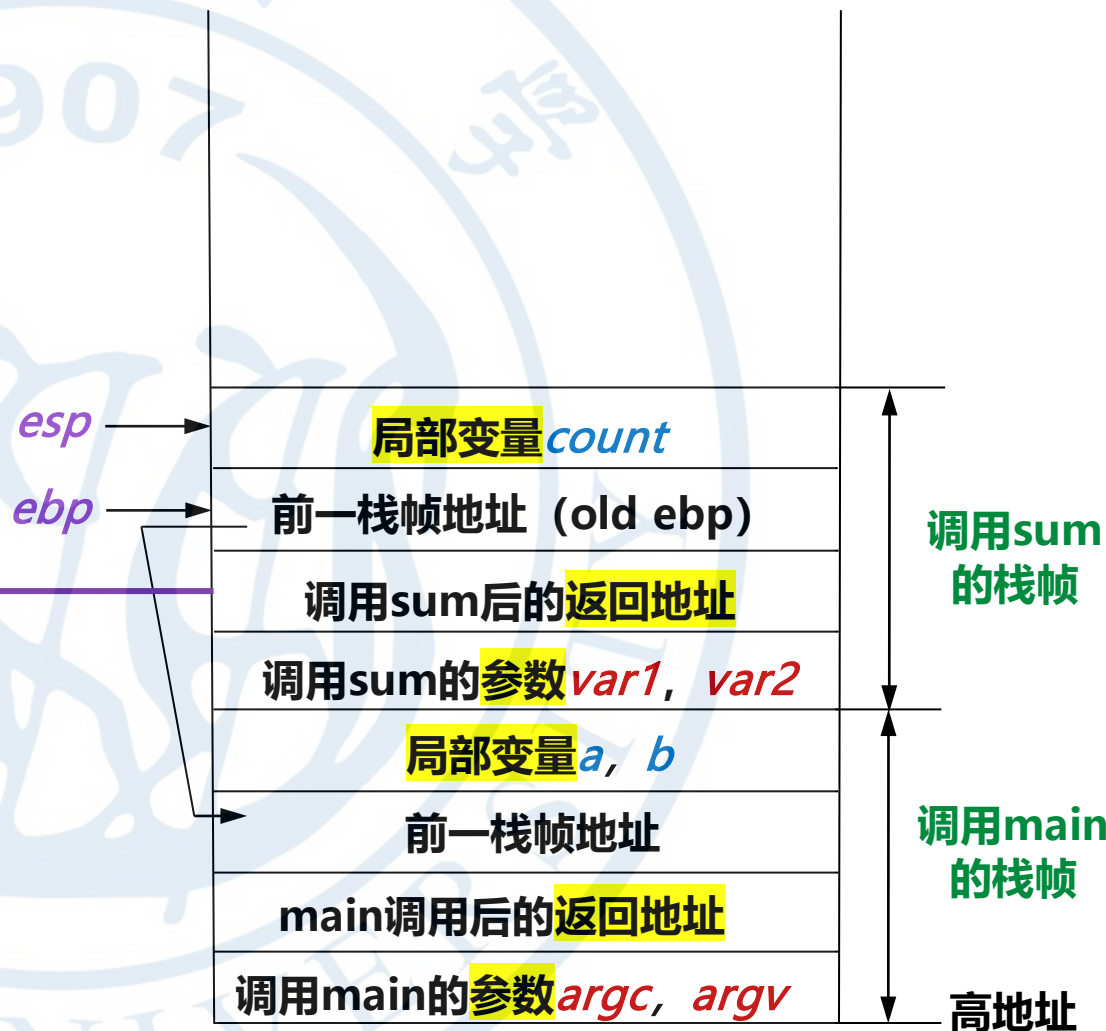 907
esp
局部变量count
ebp
前一栈帧地址（old ebp）
调用sum
的栈帧
调用sum后的返回地址
调用sum的参数var1，var2
局部变量a，b
前一栈帧地址
调用main
的栈帧
main调用后的返回地址
调用main的参数argc，argv
高地址